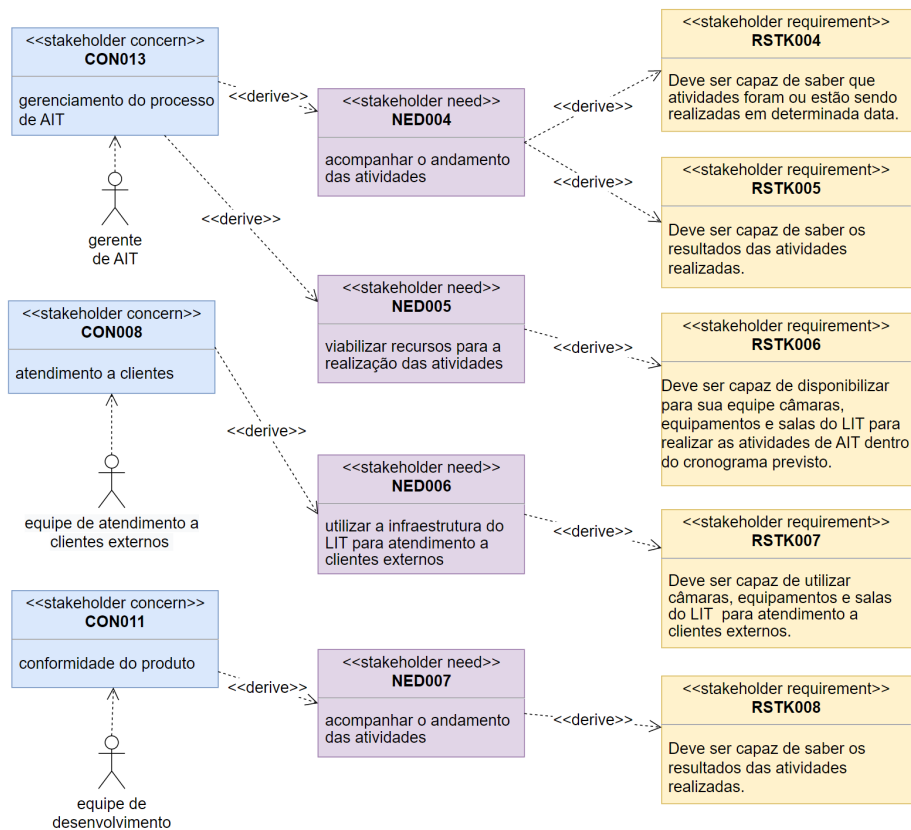 <<stakeholder concern>>
CON013
gerenciamento do processo
de AIT
gerente
de AIT
<<stakeholder concern>>
CON008
atendimento a clientes
equipe de atendimento a
clientes externos
<<stakeholder concern>>
CON011
conformidade do produto
equipe de
desenvolvimento
<<derive>>
<<derive>>
<<derive>>
<<derive>>
<<stakeholder need>>
NED004
acompanhar o andamento
das atividades
<<stakeholder need>>
NED005
viabilizar recursos para a
realização das atividades
<<stakeholder need>>
NED006
utilizar a infraestrutura do
LIT para atendimento a
clientes externos
<<stakeholder need>>
NED007
acompanhar o andamento
das atividades
<<derive>>
<<derive>>
<<derive>>
<<derive>>
<<derive>>
<<stakeholder requirement>>
RSTK004
Deve ser capaz de saber que
atividades foram ou estão sendo
realizadas em determinada data.
<<stakeholder requirement>>
RSTK005
Deve ser capaz de saber os
resultados das atividades
realizadas.
<<stakeholder requirement>>
RSTK006
Deve ser capaz de disponibilizar
para sua equipe câmaras,
equipamentos e salas do LIT para
realizar as atividades de AIT dentro
do cronograma previsto.
<<stakeholder requirement>>
RSTK007
Deve ser capaz de utilizar
câmaras, equipamentos e salas
do LIT para atendimento a
clientes externos.
<<stakeholder requirement>>
RSTK008
Deve ser capaz de saber os
resultados das atividades
realizadas.